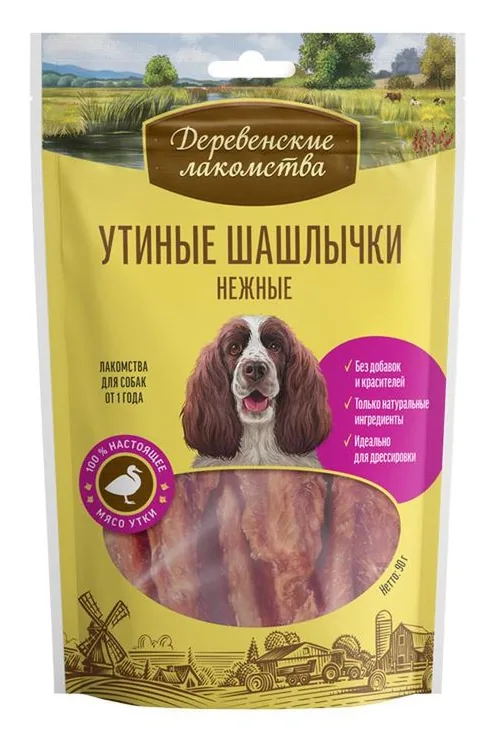 Деревенские
лакомства
УТИНЫЕ ШАШЛЫЧКИ
НЕЖНЫЕ
ЛАКОМСТВА
ДЛЯ СОБАК
ОТ 1 ГОДА
✓ Без добавок
и красителей
✓ Только натуральные
ингредиенты
✓ Идеально
для дрессировки
100% НАСТОЯЩЕЕ
МЯСО УТКИ
Нетто: 90 г